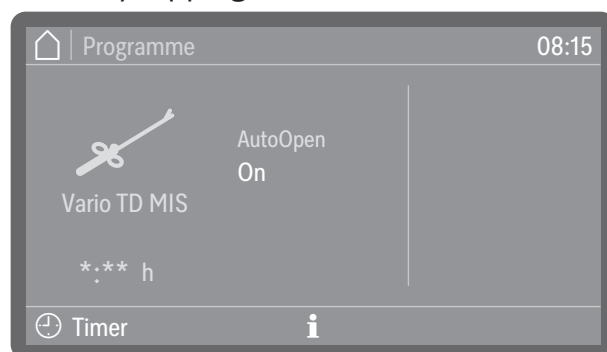 Programme 08:15
AutoOpen
On
Vario TD MIS
*:** h
Timer i